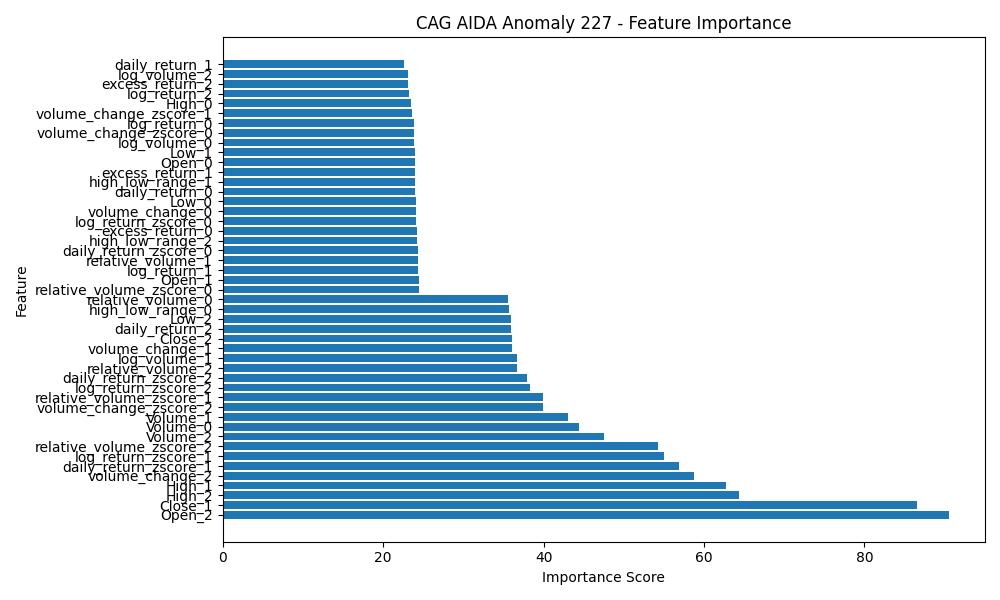 CAG AIDA Anomaly 227 - Feature Importance
daily_return_1
log_volume_2
excess_return_2
log_return_2
High_0
volume_change_zscore_1
log_return_0
volume_change_zscore_0
log_volume_0
Low_1
Open_0
excess_return_1
high_low_range_1
daily_return_0
Low_0
volume_change_0
log_return_zscore_0
excess_return_0
high_low_range_2
daily_return_zscore_0
relative_volume_1
log_return_1
Open_1
relative_volume_zscore_0
relative_volume_0
high_low_range_0
Low_2
daily_return_2
Close_2
volume_change_1
log_volume_1
relative_volume_2
daily_return_zscore_2
log_return_zscore_2
relative_volume_zscore_1
volume_change_zscore_2
Volume_1
Volume_0
Volume_2
relative_volume_zscore_2
log_return_zscore_1
daily_return_zscore_1
volume_change_2
High_1
High_2
Close_1
Open_2
Feature
0 20 40 60 80
Importance Score